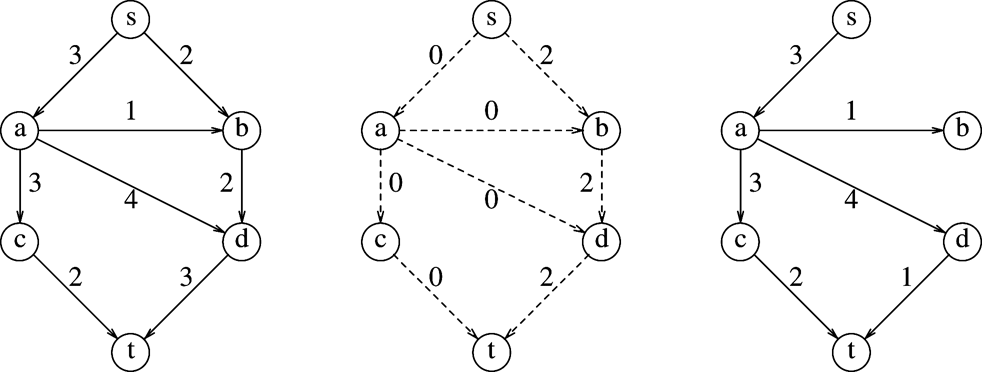 s s s
3 2 0 2 3
a 1 b a 0 b a 1 b
3 4 2 0 0 2 3 4
c d c d c d
2 3 0 2 2 1
t t t